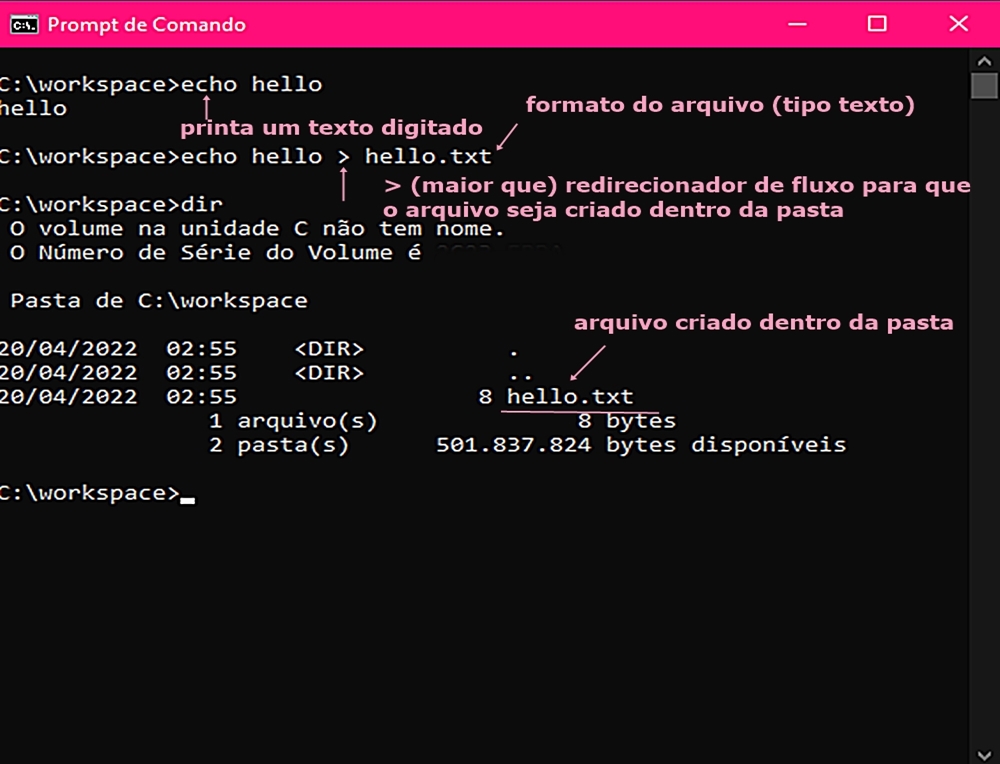 Prompt de Comando
C:\workspace>echo hello
hello
printa um texto digitado
formato do arquivo (tipo texto)
C:\workspace>echo hello > hello.txt
> (maior que) redirecionador de fluxo para que
o arquivo seja criado dentro da pasta
C:\workspace>dir
O volume na unidade C não tem nome.
O Número de Série do Volume é
Pasta de C:\workspace
arquivo criado dentro da pasta
20/04/2022 02:55 <DIR> .
20/04/2022 02:55 <DIR> ..
20/04/2022 02:55 8 hello.txt
1 arquivo(s) 8 bytes
2 pasta(s) 501.837.824 bytes disponíveis
C:\workspace>